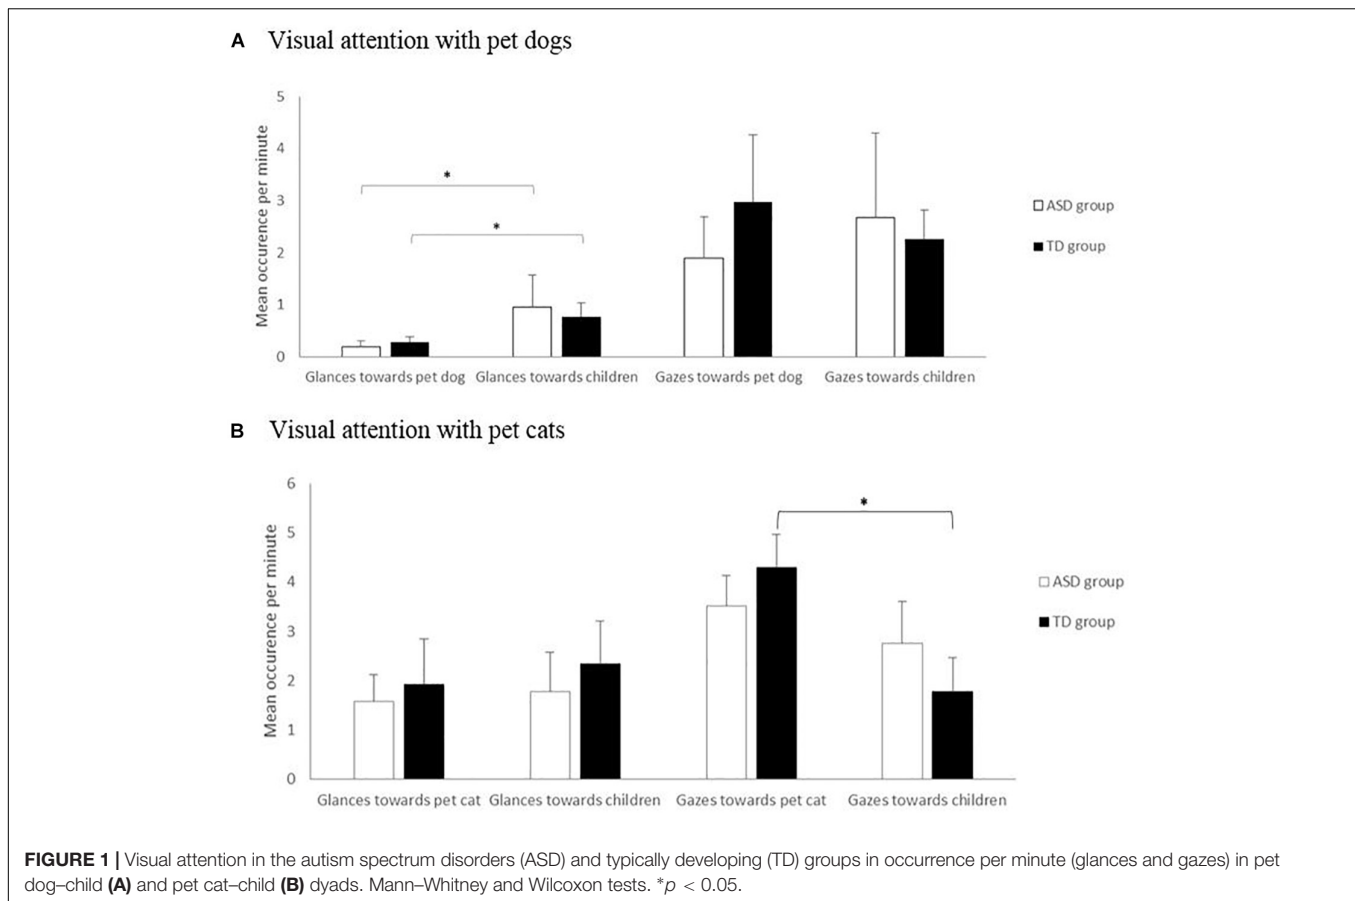 A Visual attention with pet dogs
5
4
3
2
1
0
Mean occurence per minute
*
*
ASD group
TD group
Glances towards pet dog Glances towards children Gazes towards pet dog Gazes towards children
B Visual attention with pet cats
6
5
4
3
2
1
0
Mean occurence per minute
*
ASD group
TD group
Glances towards pet cat Glances towards children Gazes towards pet cat Gazes towards children
FIGURE 1 | Visual attention in the autism spectrum disorders (ASD) and typically developing (TD) groups in occurrence per minute (glances and gazes) in pet
dog–child (A) and pet cat–child (B) dyads. Mann–Whitney and Wilcoxon tests. *p < 0.05.